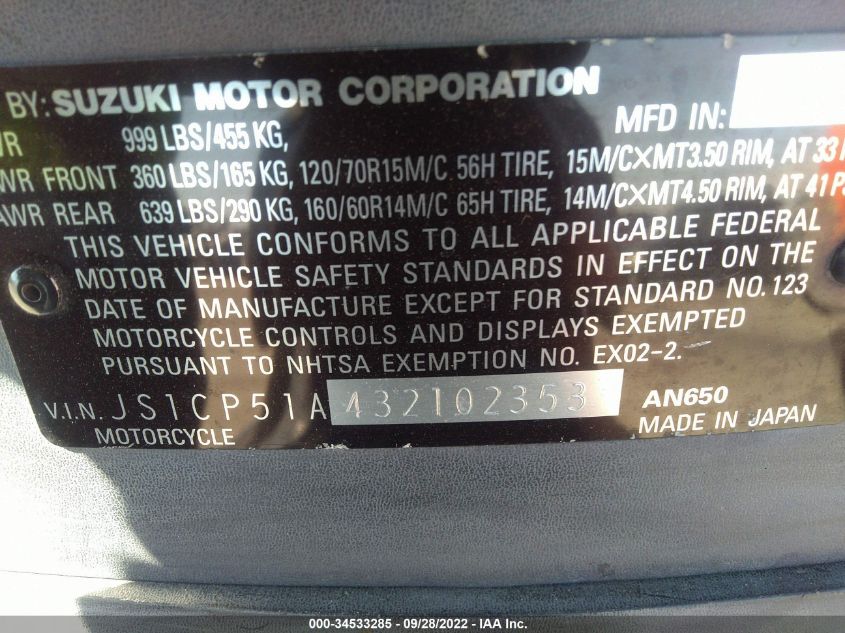 BY: SUZUKI MOTOR CORPORATION
MFD IN:
999 LBS/455 KG,
WR FRONT 360 LBS/165 KG, 120/70R15M/C 56H TIRE, 15M/C×MT3.50 RIM, AT 33
AWR REAR 639 LBS/290 KG, 160/60R14M/C 65H TIRE, 14M/C×MT4.50 RIM, AT 41 PS
THIS VEHICLE CONFORMS TO ALL APPLICABLE FEDERAL
MOTOR VEHICLE SAFETY STANDARDS IN EFFECT ON THE
DATE OF MANUFACTURE EXCEPT FOR STANDARD NO. 123
MOTORCYCLE CONTROLS AND DISPLAYS EXEMPTED
PURSUANT TO NHTSA EXEMPTION NO. EX02-2.
V.I.N. JS1CP51A432102353 AN650
MOTORCYCLE MADE IN JAPAN
000-34533285 - 09/28/2022 - IAA Inc.